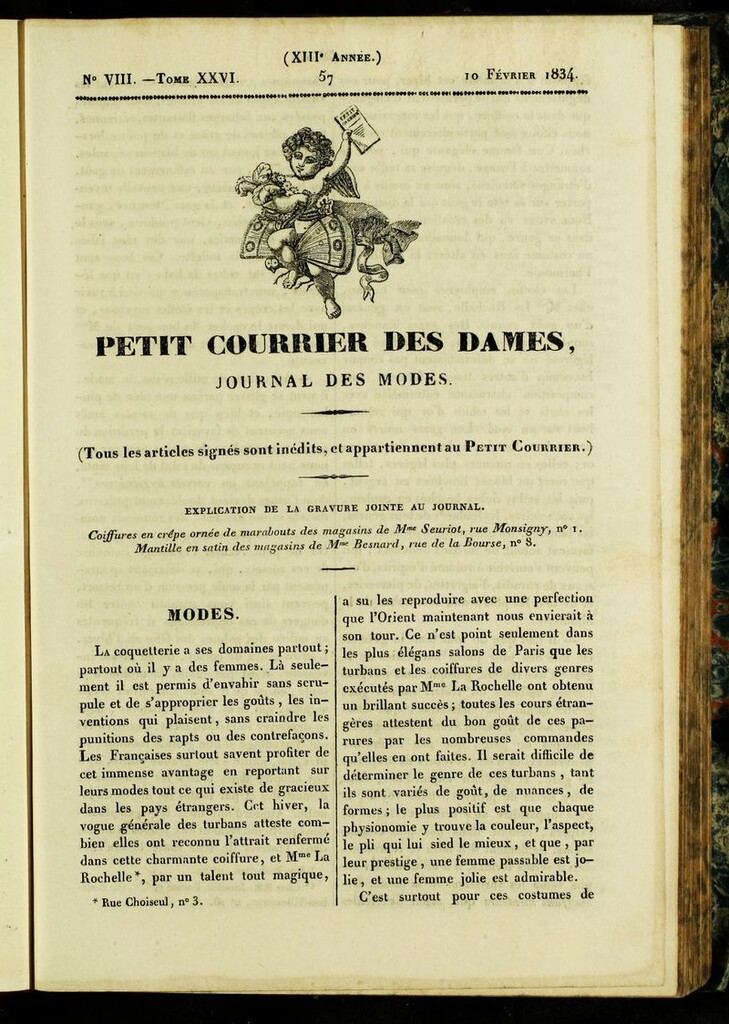 (XIIIe Année.)
No VIII. —Tome XXVI.
57
10 Février 1834.
PETIT
COURRIER
PETIT COURRIER DES DAMES,
JOURNAL DES MODES.
(Tous les articles signés sont inédits, et appartiennent au Petit Courrier.)
EXPLICATION DE LA GRAVURE JOINTE AU JOURNAL.
Coiffures en crêpe ornée de marabouts des magasins de Mme Seuriot, rue Monsigny, no 1.
Mantille en satin des magasins de Mme Besnard, rue de la Bourse, no 8.
MODES.
La coquetterie a ses domaines partout ;
partout où il y a des femmes. Là seule-
ment il est permis d'envahir sans scru-
pule et de s'approprier les goûts, les in-
ventions qui plaisent, sans craindre les
punitions des rapts ou des contrefaçons.
Les Françaises surtout savent profiter de
cet immense avantage en reportant sur
leurs modes tout ce qui existe de gracieux
dans les pays étrangers. Cet hiver, la
vogue générale des turbans atteste com-
bien elles ont reconnu l'attrait renfermé
dans cette charmante coiffure, et Mme La
Rochelle*, par un talent tout magique,
* Rue Choiseul, no 3.
a su les reproduire avec une perfection
que l'Orient maintenant nous envierait à
son tour. Ce n'est point seulement dans
les plus élégans salons de Paris que les
turbans et les coiffures de divers genres
exécutés par Mme La Rochelle ont obtenu
un brillant succès ; toutes les cours étran-
gères attestent du bon goût de ces pa-
rures par les nombreuses commandes
qu'elles en ont faites. Il serait difficile de
déterminer le genre de ces turbans, tant
ils sont variés de goût, de nuances, de
formes ; le plus positif est que chaque
physionomie y trouve la couleur, l'aspect,
le pli qui lui sied le mieux, et que, par
leur prestige, une femme passable est jo-
lie, et une femme jolie est admirable.
C'est surtout pour ces costumes de